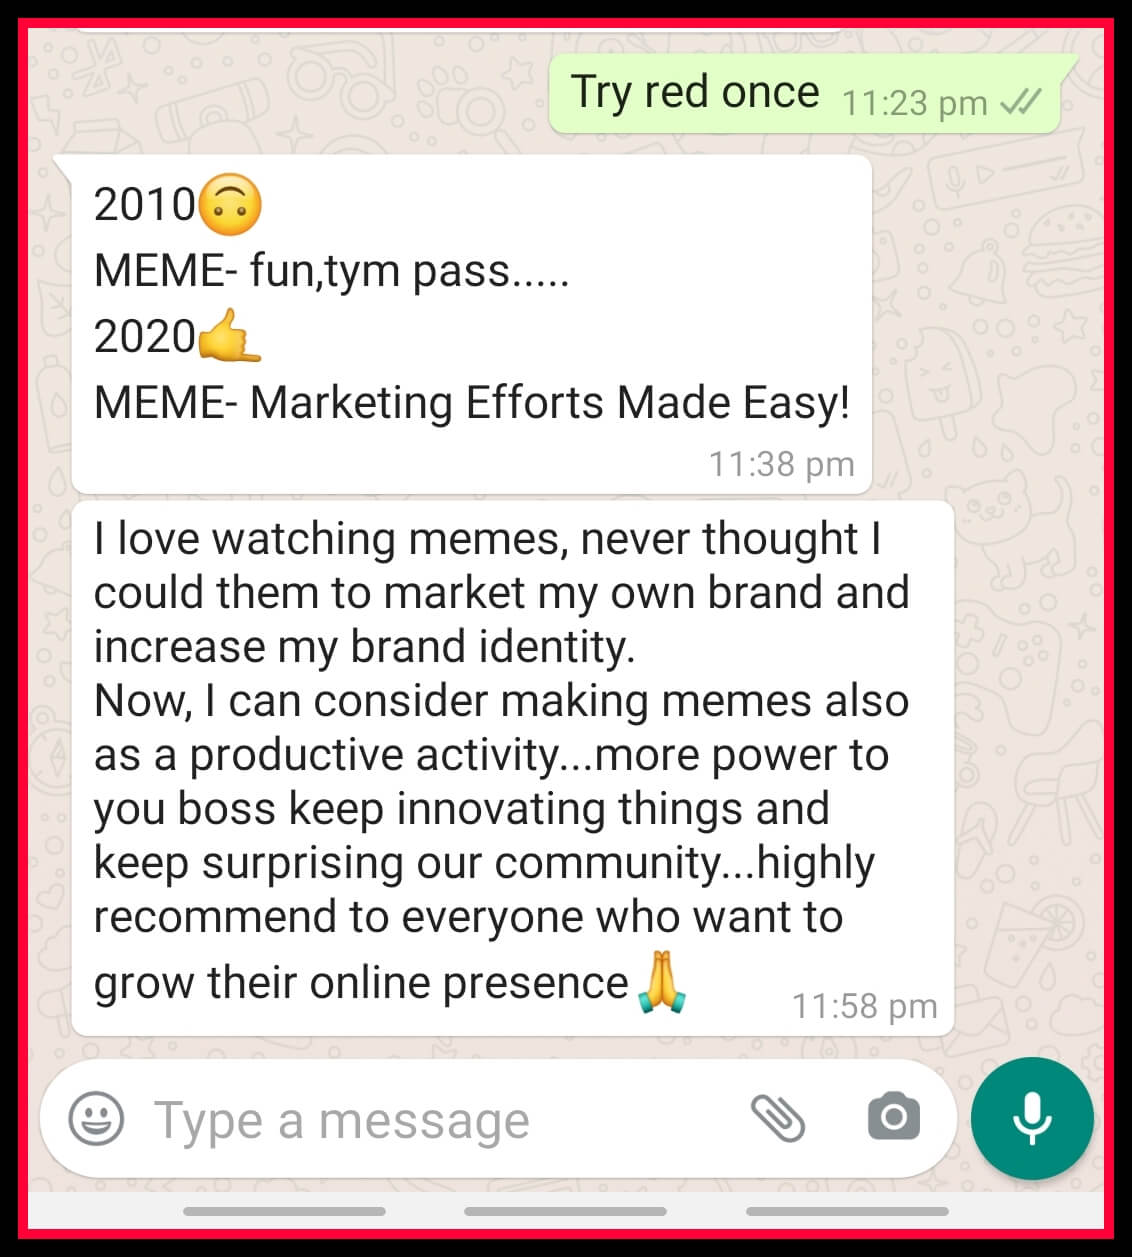 Try red once 11:23 pm
2010🙃
MEME- fun,tym pass.....
2020🤙
MEME- Marketing Efforts Made Easy!
11:38 pm
I love watching memes, never thought I
could them to market my own brand and
increase my brand identity.
Now, I can consider making memes also
as a productive activity...more power to
you boss keep innovating things and
keep surprising our community...highly
recommend to everyone who want to
grow their online presence🙏 11:58 pm
Type a message